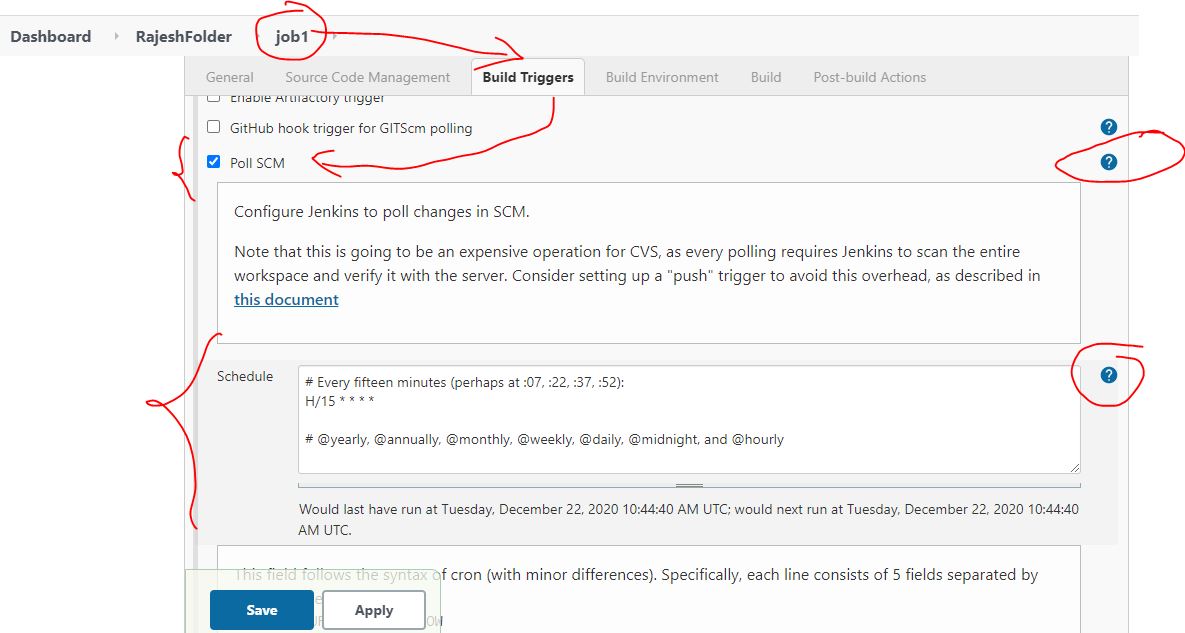 Dashboard RajeshFolder job1
General Source Code Management Build Triggers Build Environment Build Post-build Actions
Enable Artifactory trigger
GitHub hook trigger for GITScm polling ?
Poll SCM ?
Configure Jenkins to poll changes in SCM.
Note that this is going to be an expensive operation for CVS, as every polling requires Jenkins to scan the entire
workspace and verify it with the server. Consider setting up a "push" trigger to avoid this overhead, as described in
this document
Schedule ?
# Every fifteen minutes (perhaps at :07, :22, :37, :52):
H/15 * * * *
# @yearly, @annually, @monthly, @weekly, @daily, @midnight, and @hourly
Would last have run at Tuesday, December 22, 2020 10:44:40 AM UTC; would next run at Tuesday, December 22, 2020 10:44:40
AM UTC.
This field follows the syntax of cron (with minor differences). Specifically, each line consists of 5 fields separated by
Save Apply